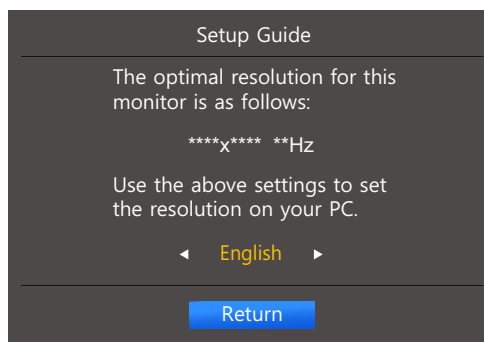 Setup Guide
The optimal resolution for this
monitor is as follows:
****x**** **Hz
Use the above settings to set
the resolution on your PC.
English
Return